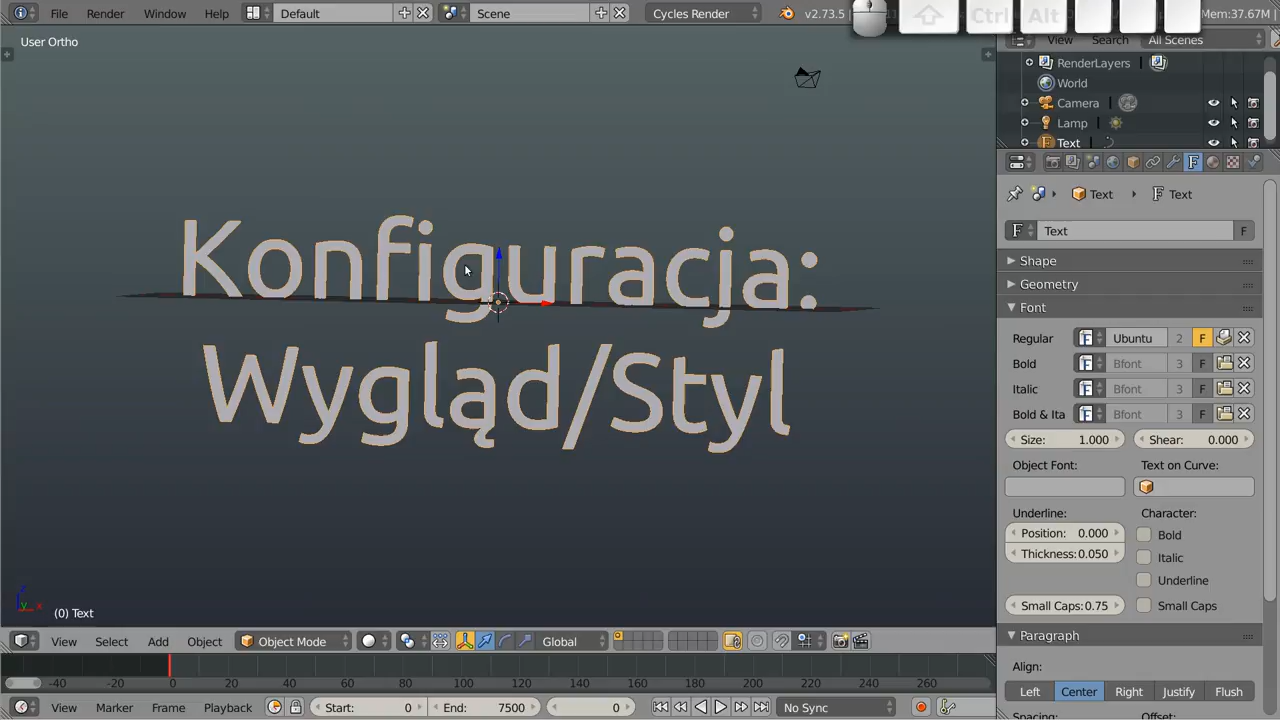 File Render Window Help Default Scene Cycles Render v2.73.5 Ctrl Alt Mem:37.67M
User Ortho
View Search All Scenes
RenderLayers
World
Camera
Lamp
Text
Text Text
Text F
Shape
Geometry
Font
Regular Ubuntu 2 F
Bold Bfont 3 F
Italic Bfont 3 F
Bold & Ita Bfont 3 F
Size: 1.000 Shear: 0.000
Object Font: Text on Curve:
Underline: Character:
Position: 0.000 Bold
Thickness: 0.050 Italic
Underline
Small Caps: 0.75 Small Caps
Paragraph
Align:
Left Center Right Justify Flush
Spacing: Offset:
Konfiguracja:
Wygląd/Styl
z
y x
(0) Text
View Select Add Object Object Mode Global
-40 -20 0 20 40 60 80 100 120 140 160 180 200 220 240 260
View Marker Frame Playback Start: 0 End: 7500 0 No Sync